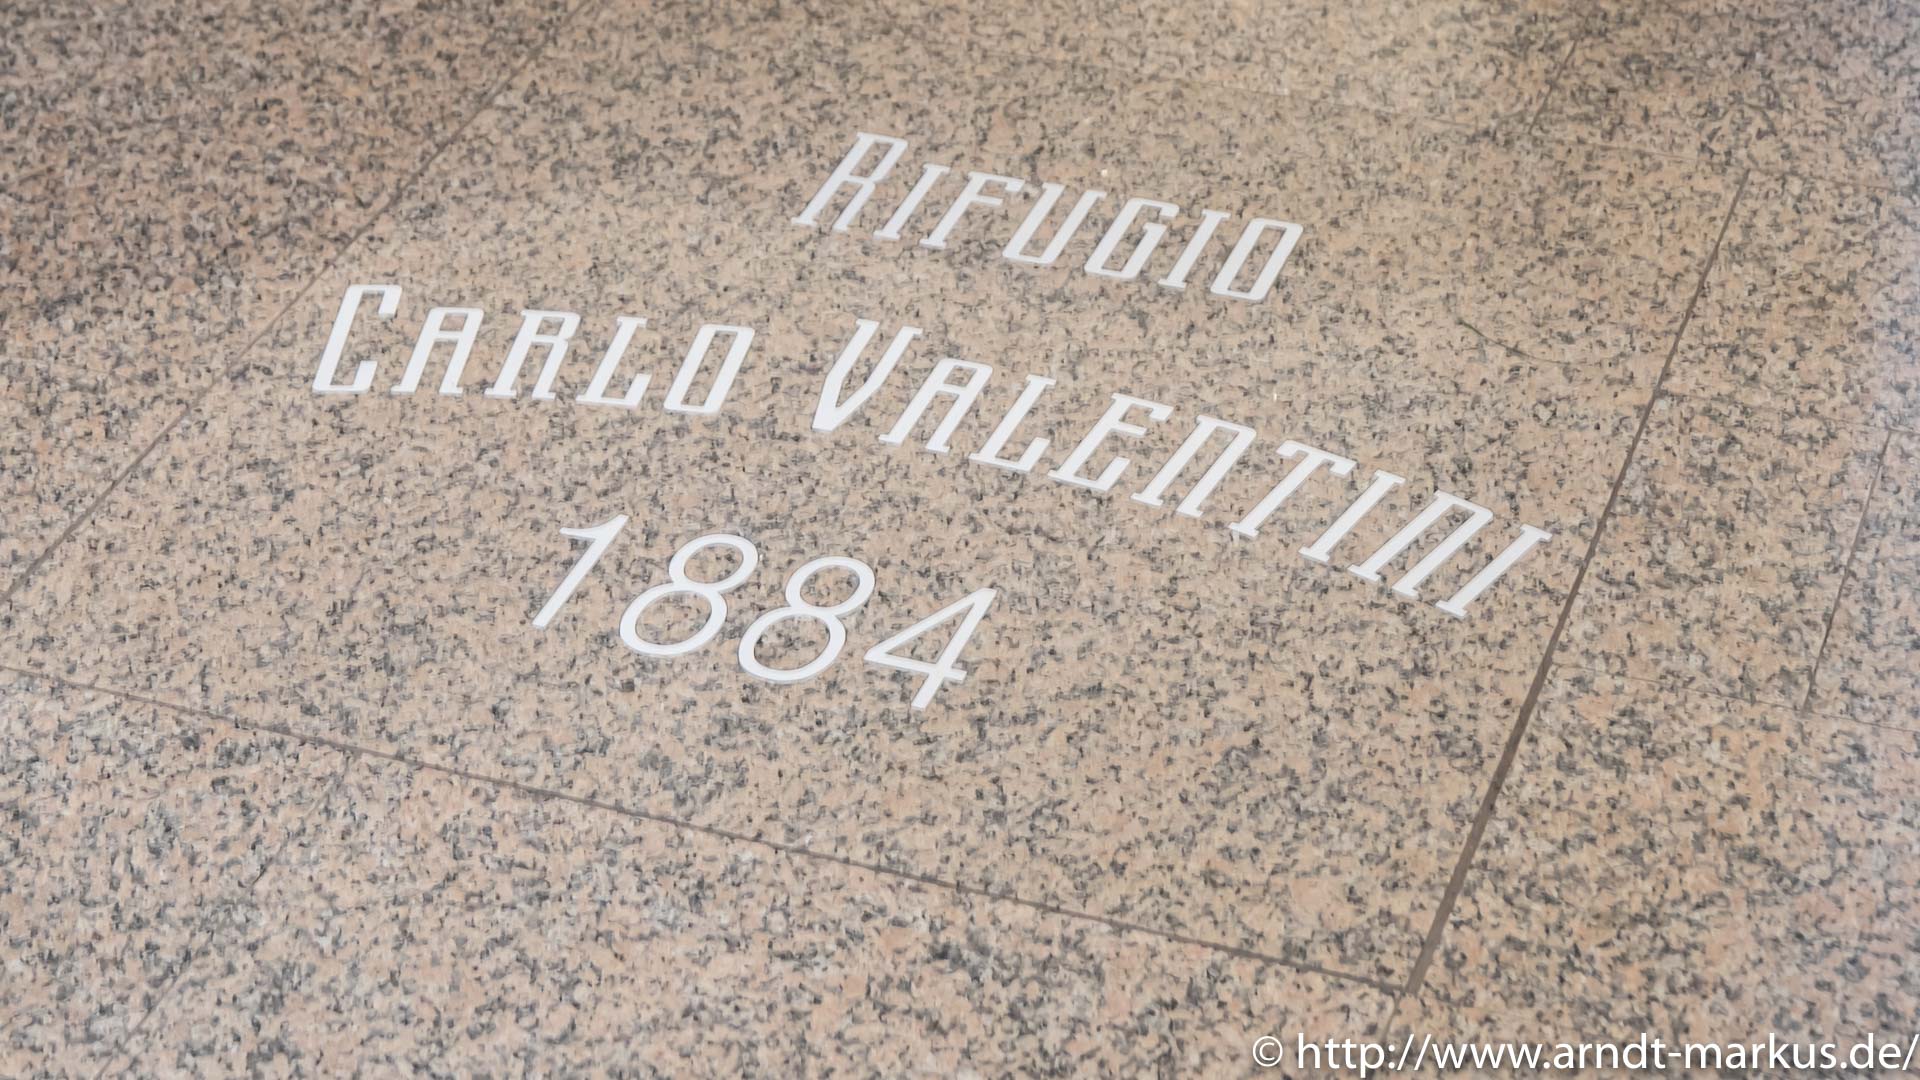 RIFUGIO
CARLO VALENTINI
1884
© http://www.arndt-markus.de/